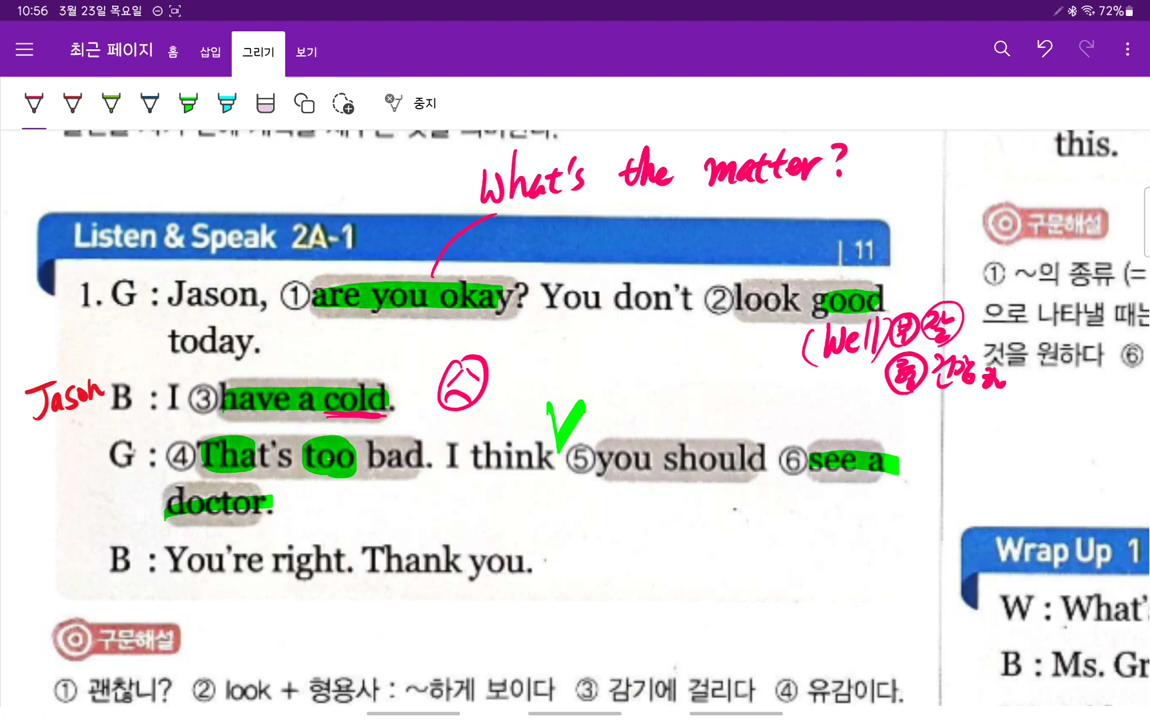 10:56 3월 23일 목요일 72%
최근 페이지 홈 삽입 그리기 보기
중지
What's the matter?
this.
Listen & Speak 2A-1
11
구문해설
1. G : Jason, ①are you okay? You don't ②look good
today.
(Well) 부 잘
형 건강한
① ~의 종류 (=
으로 나타낼 때는
것을 원하다 ⑥
Jason B : I ③have a cold.
G : ④That's too bad. I think ⑤you should ⑥see a
doctor.
B : You're right. Thank you.
Wrap Up 1
W : What's
B : Ms. Gr
구문해설
① 괜찮니? ② look + 형용사 : ~하게 보이다 ③ 감기에 걸리다 ④ 유감이다.